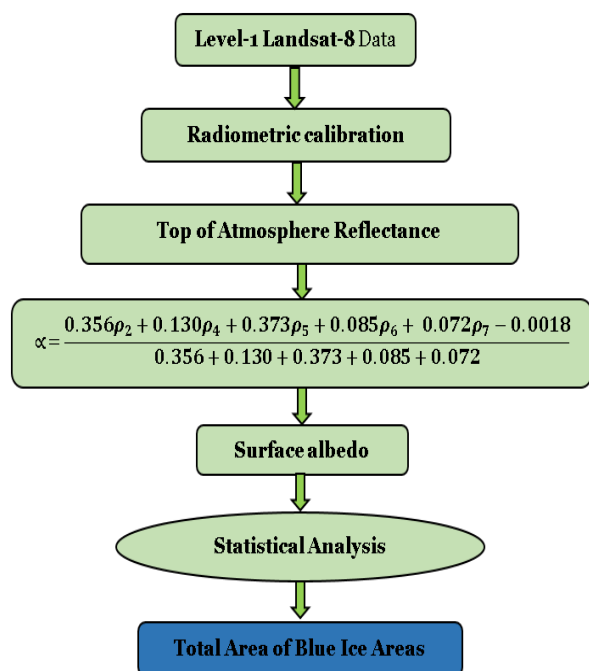 Level-1 Landsat-8 Data
Radiometric calibration
Top of Atmosphere Reflectance
∝= 0.356ρ₂ + 0.130ρ₄ + 0.373ρ₅ + 0.085ρ₆ + 0.072ρ₇ − 0.0018
0.356 + 0.130 + 0.373 + 0.085 + 0.072
Surface albedo
Statistical Analysis
Total Area of Blue Ice Areas